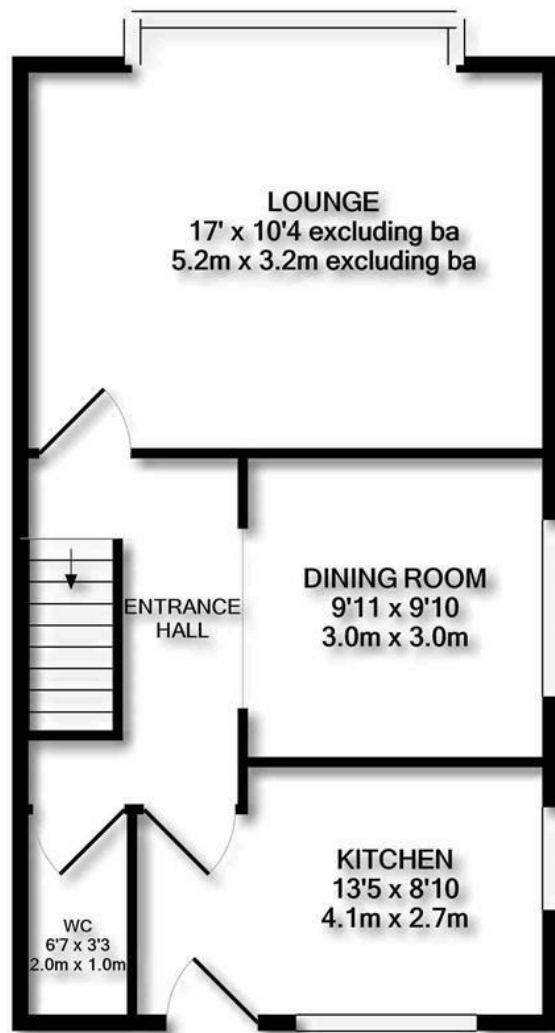 LOUNGE
17' x 10'4 excluding ba
5.2m x 3.2m excluding ba
ENTRANCE
HALL
DINING ROOM
9'11 x 9'10
3.0m x 3.0m
KITCHEN
13'5 x 8'10
4.1m x 2.7m
WC
6'7 x 3'3
2.0m x 1.0m